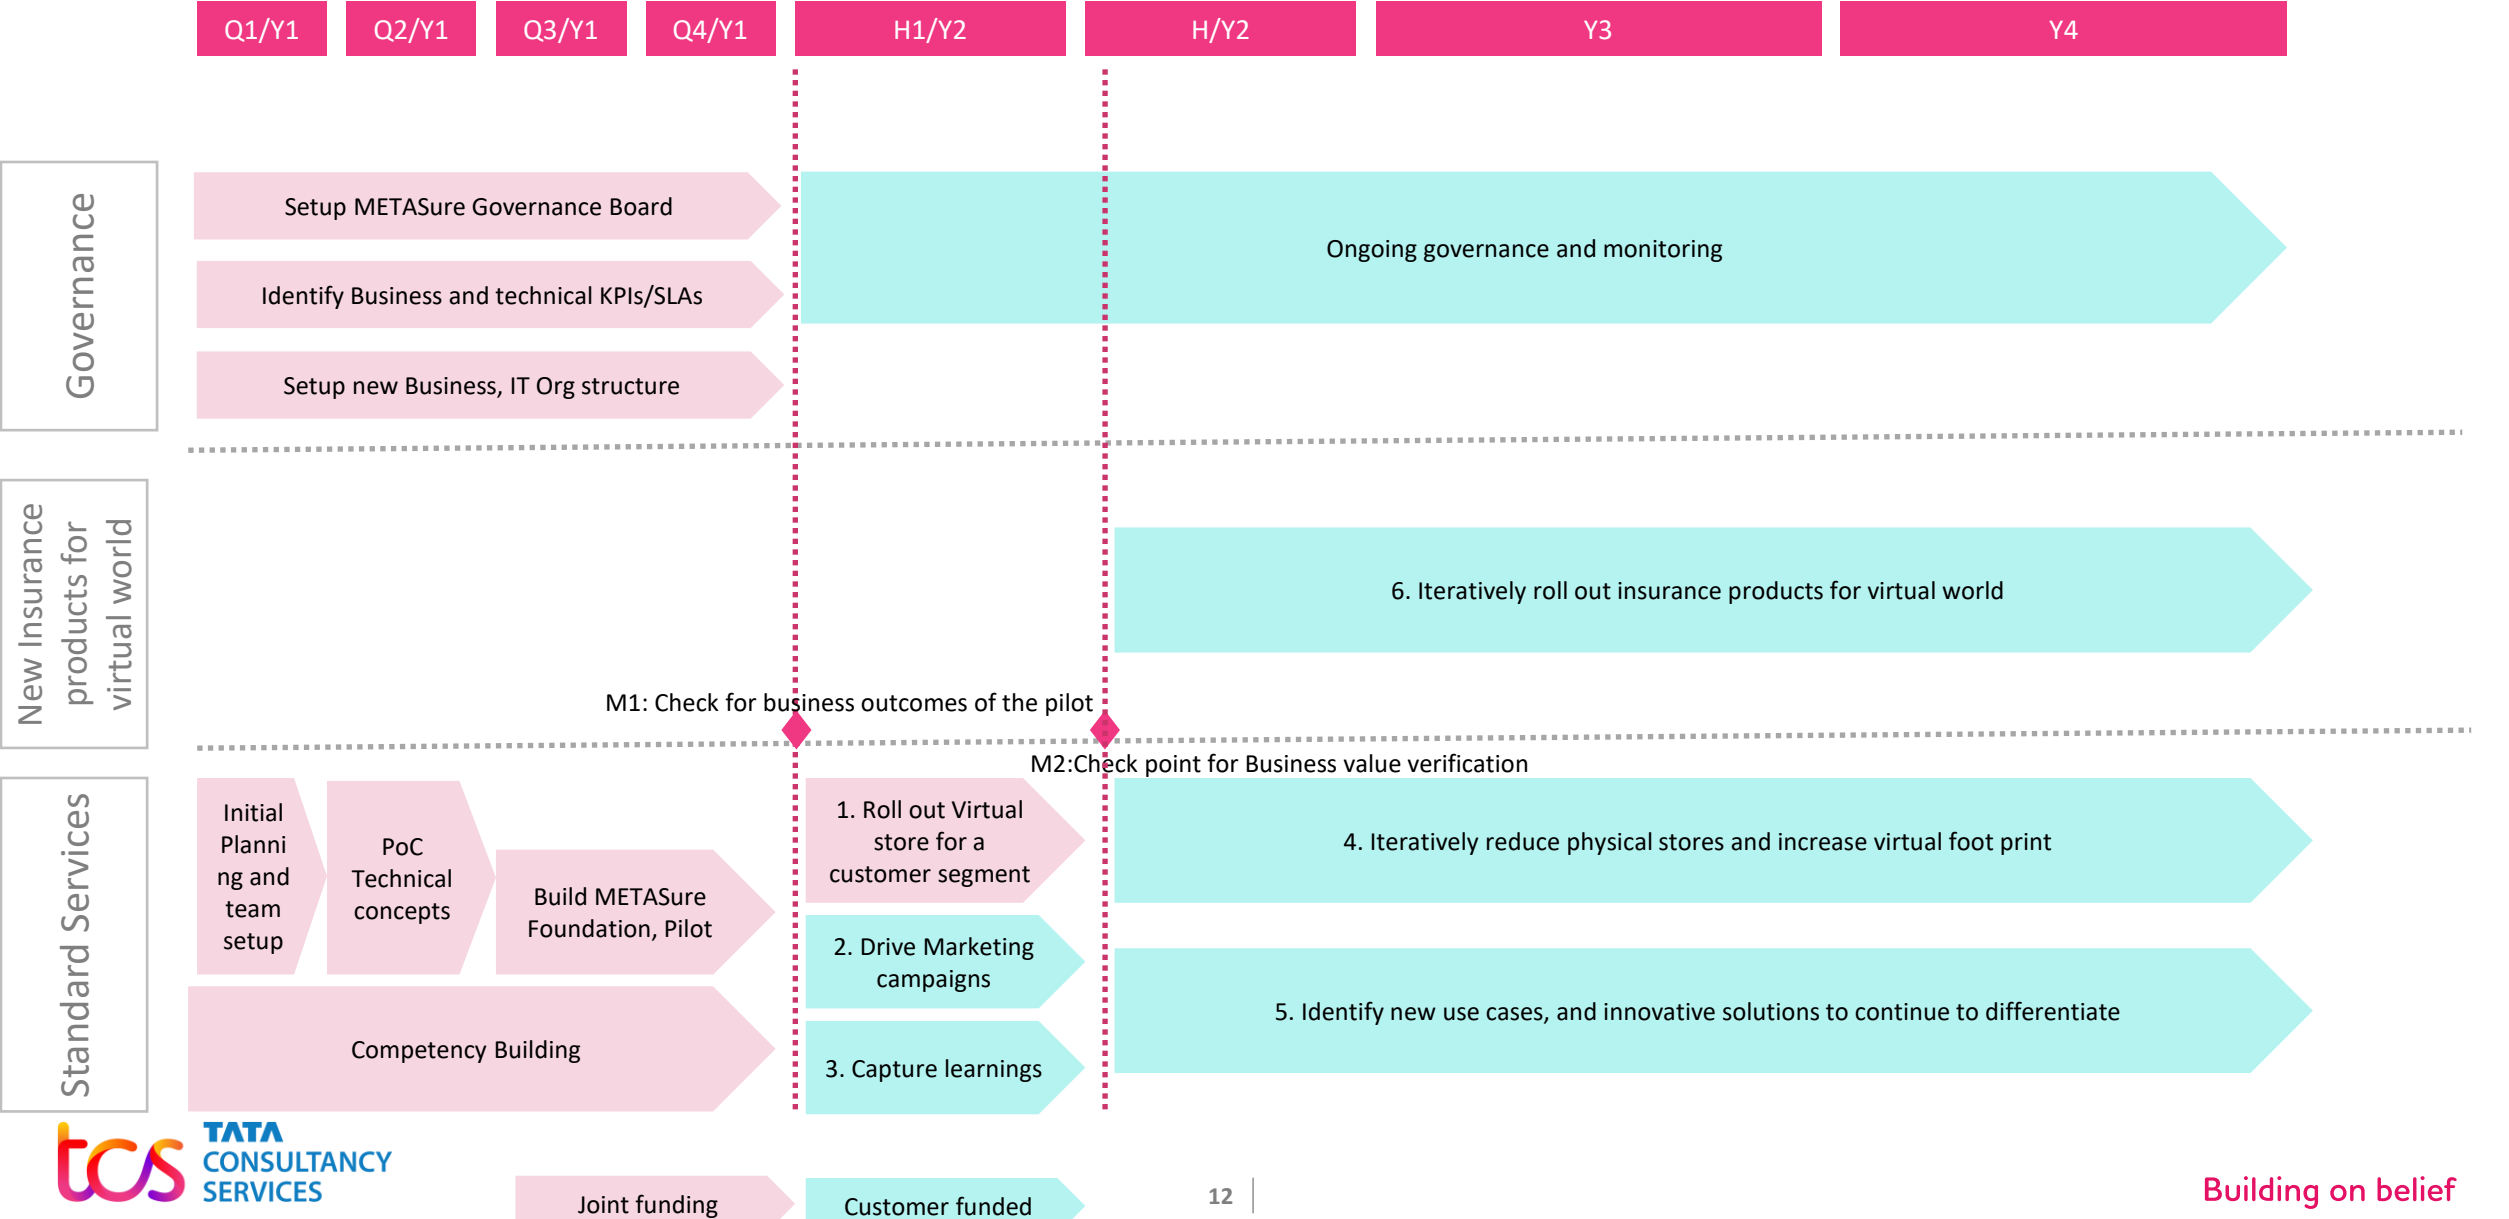 Q1/Y1
Q2/Y1
Q3/Y1
Q4/Y1
H1/Y2
H/Y2
Y3
Y4
Governance
Setup METASure Governance Board
Identify Business and technical KPIs/SLAs
Setup new Business, IT Org structure
Ongoing governance and monitoring
New Insurance
products for
virtual world
6. Iteratively roll out insurance products for virtual world
M1: Check for business outcomes of the pilot
M2:Check point for Business value verification
Standard Services
Initial
Planni
ng and
team
setup
PoC
Technical
concepts
Build METASure
Foundation, Pilot
Competency Building
1. Roll out Virtual
store for a
customer segment
2. Drive Marketing
campaigns
3. Capture learnings
4. Iteratively reduce physical stores and increase virtual foot print
5. Identify new use cases, and innovative solutions to continue to differentiate
tcs
TATA
CONSULTANCY
SERVICES
Joint funding
Customer funded
12
Building on belief